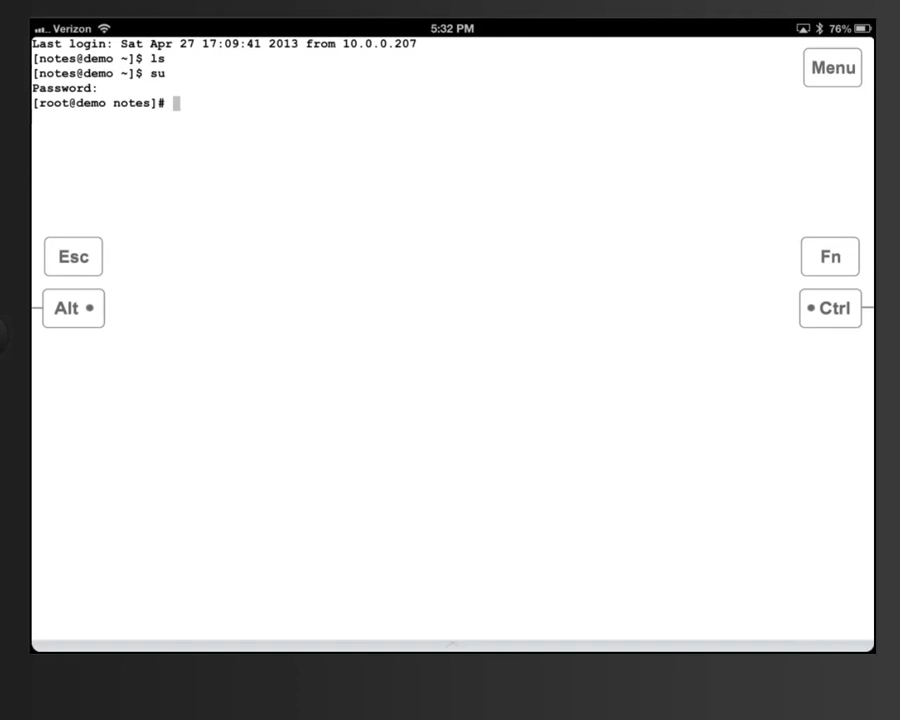 Verizon 5:32 PM 76%
Last login: Sat Apr 27 17:09:41 2013 from 10.0.0.207
[notes@demo ~]$ ls
[notes@demo ~]$ su
Password:
[root@demo notes]#
Menu
Esc
Fn
Alt
Ctrl